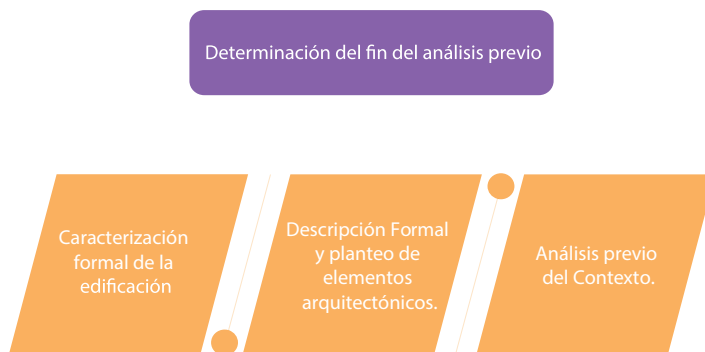 Determinación del fin del análisis previo
Caracterización
formal de la
edificación
Descripción Formal
y planteo de
elementos
arquitectónicos.
Análisis previo
del Contexto.